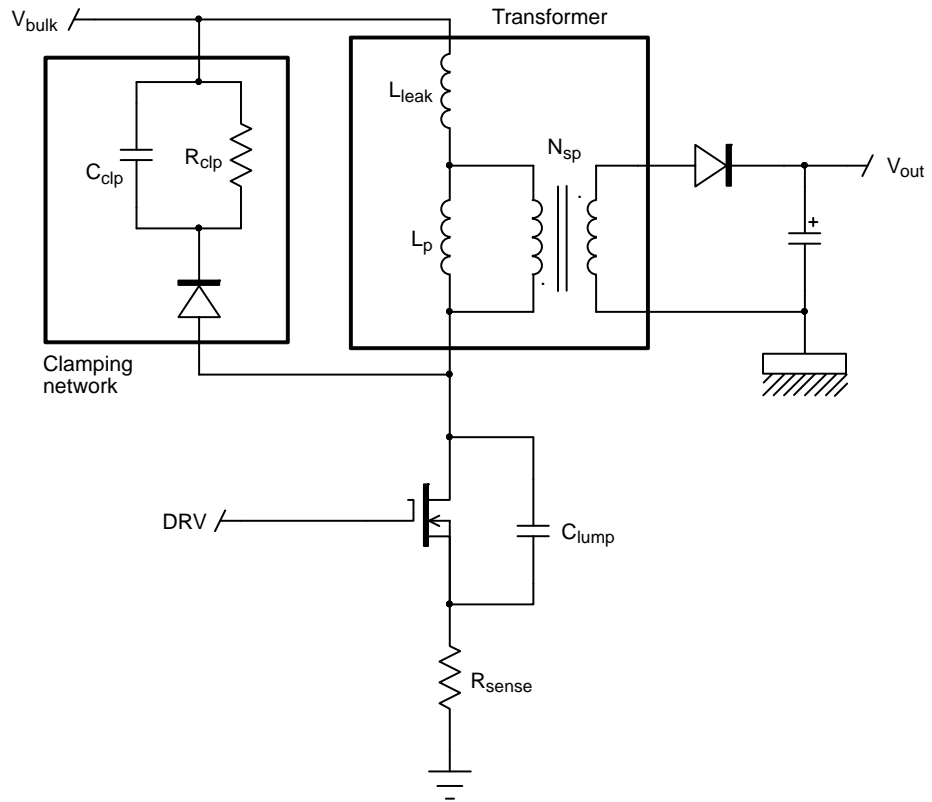 Transformer
Vbulk
Lleak
Nsp
Cclp
Rclp
Vout
+
Lp
Clamping
network
DRV
Clump
Rsense